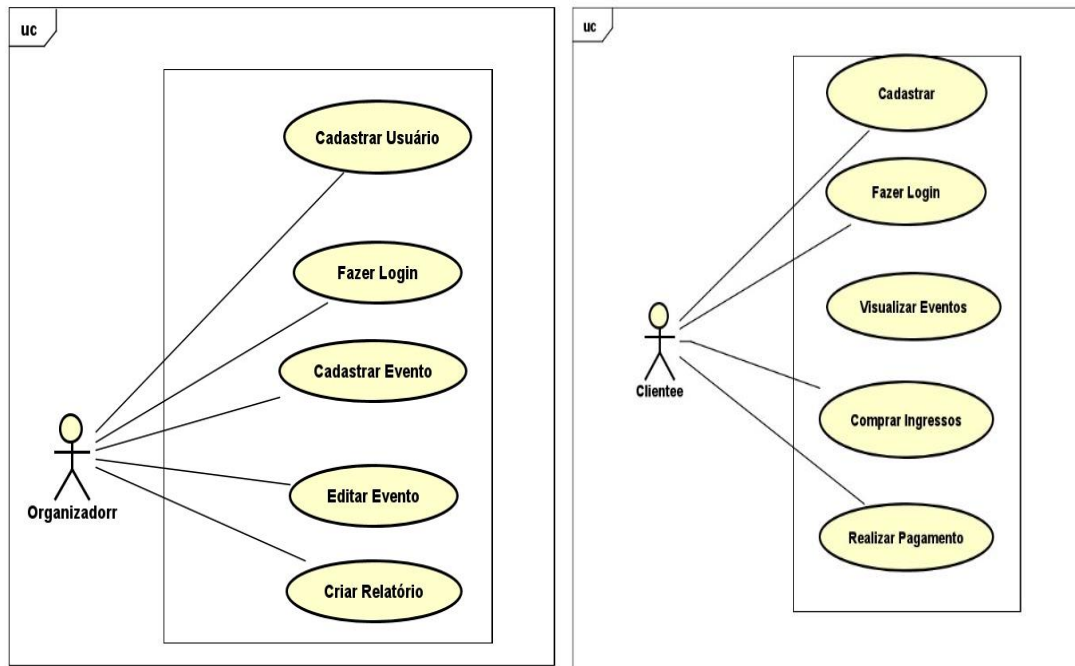 uc
Cadastrar Usuário
Fazer Login
Cadastrar Evento
Organizadorr
Editar Evento
Criar Relatório
uc
Cadastrar
Fazer Login
Visualizar Eventos
Clientee
Comprar Ingressos
Realizar Pagamento